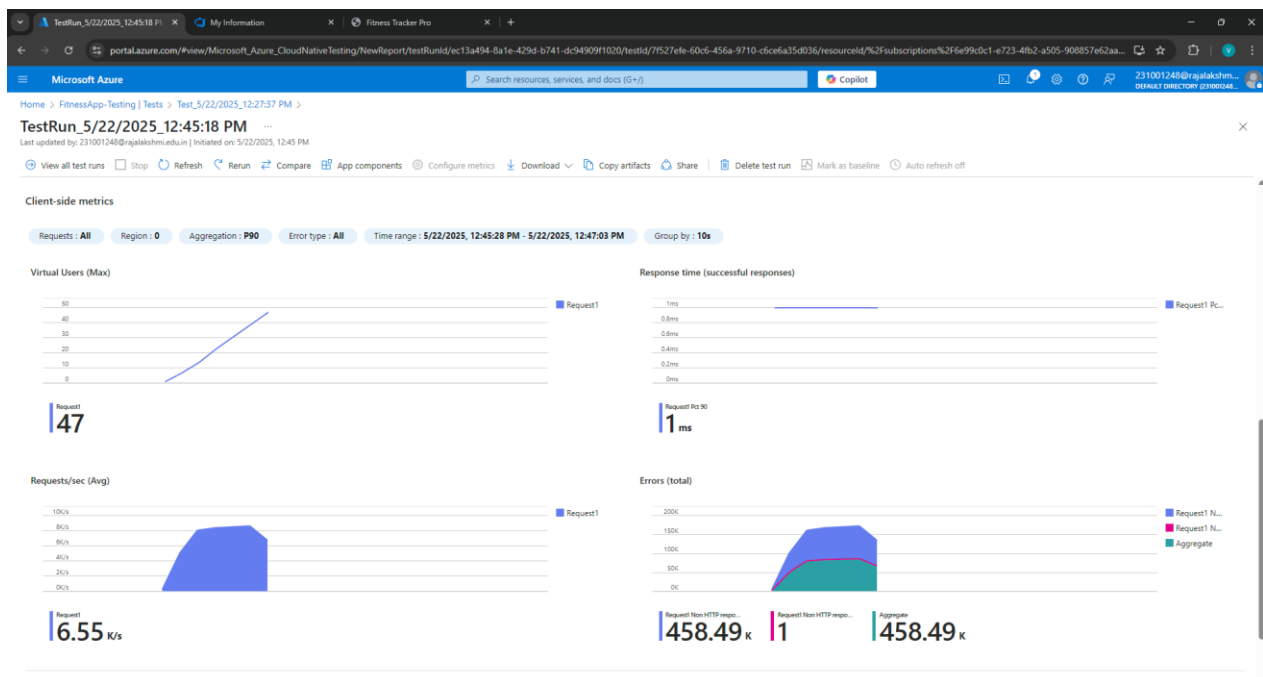 TestRun_5/22/2025_12:45:18 P
My Information
Fitness Tracker Pro
portal.azure.com/#view/Microsoft_Azure_CloudNativeTesting/NewReport/testRunId/ec13a494-8a1e-429d-b741-dc94909f1020/testId/7f527efe-60c6-456a-9710-c6ce6a35d036/resourceId/%2Fsubscriptions%2F6e99c0c1-e723-4fb2-a505-908857e62aa...
Microsoft Azure
Search resources, services, and docs (G+/)
Copilot
1
231001248@rajalakshm...
DEFAULT DIRECTORY (231001248...
V
Home > FitnessApp-Testing | Tests > Test_5/22/2025_12:27:37 PM >
TestRun_5/22/2025_12:45:18 PM ...
Last updated by: 231001248@rajalakshmi.edu.in | Initiated on: 5/22/2025, 12:45 PM
View all test runs Stop Refresh Rerun Compare App components Configure metrics Download Copy artifacts Share Delete test run Mark as baseline Auto refresh off
Client-side metrics
Requests : All Region : 0 Aggregation : P90 Error type : All Time range : 5/22/2025, 12:45:28 PM - 5/22/2025, 12:47:03 PM Group by : 10s
Virtual Users (Max)
50
40
30
20
10
0
Request1
Request1
47
Response time (successful responses)
1ms
0.8ms
0.6ms
0.4ms
0.2ms
0ms
Request1 Pc...
Request1 Pct 90
1 ms
Requests/sec (Avg)
10K/s
8K/s
6K/s
4K/s
2K/s
0K/s
Request1
Request1
6.55 K/s
Errors (total)
200K
150K
100K
50K
0K
Request1 N...
Request1 N...
Aggregate
Request1 Non HTTP respo...
458.49 K
Request1 Non HTTP respo...
1
Aggregate
458.49 K